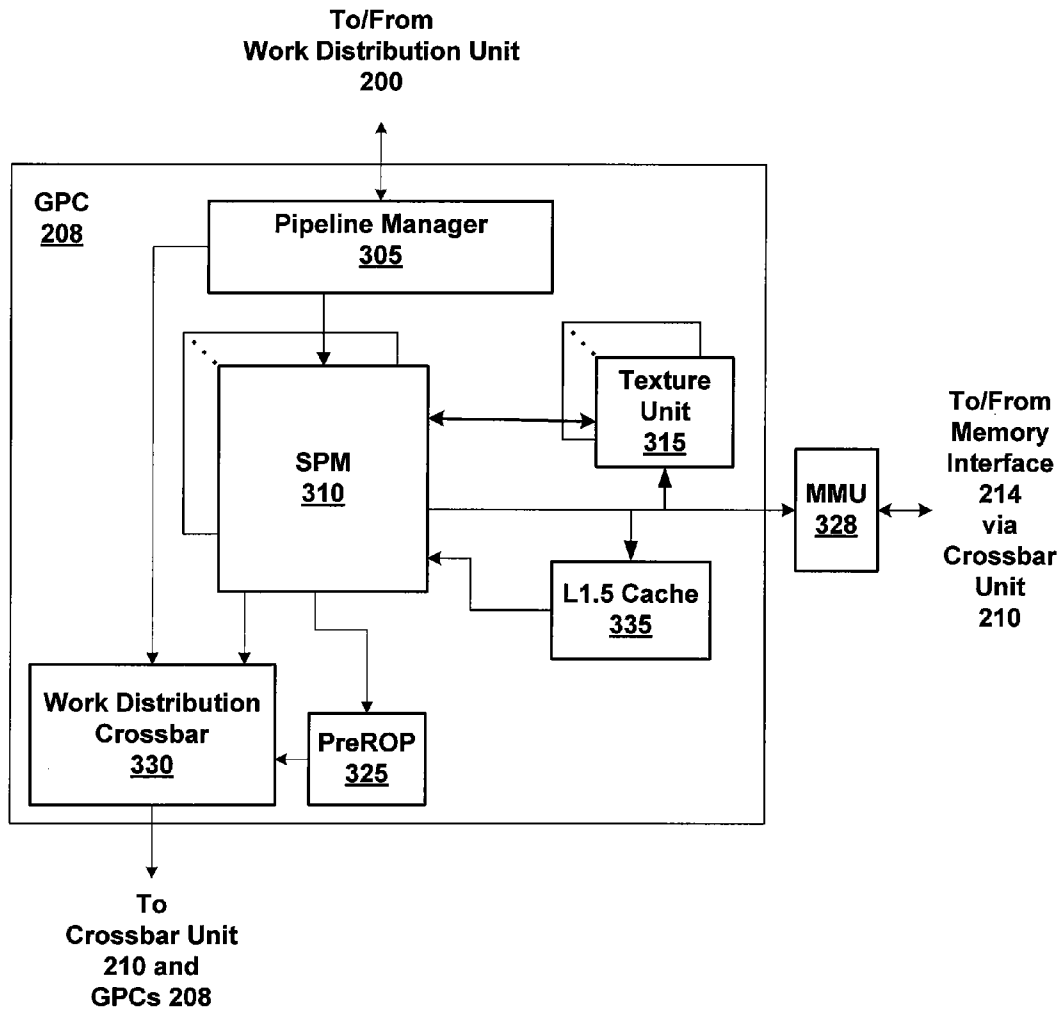 To/From
Work Distribution Unit
200
GPC
208
Pipeline Manager
305
SPM
310
Texture
Unit
315
MMU
328
To/From
Memory
Interface
214
via
Crossbar
Unit
210
L1.5 Cache
335
Work Distribution
Crossbar
330
PreROP
325
To
Crossbar Unit
210 and
GPCs 208